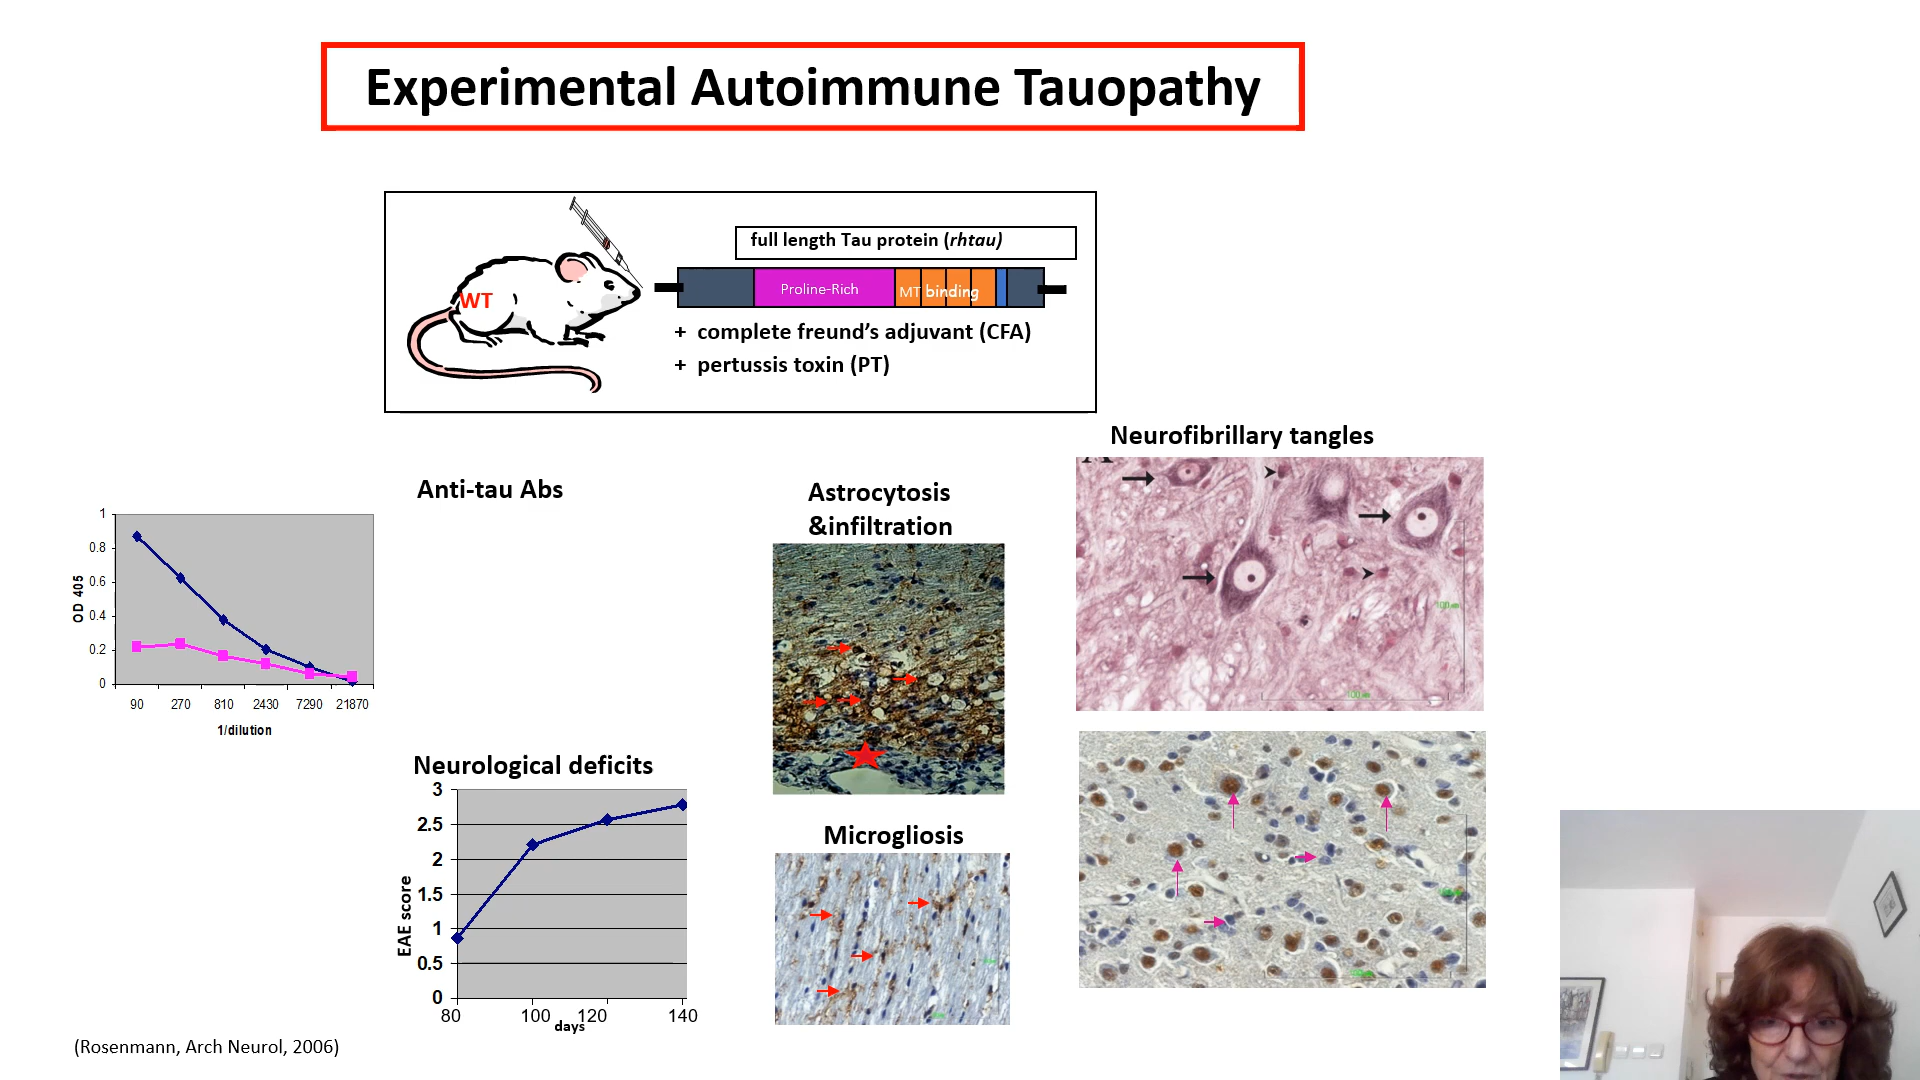 Experimental Autoimmune Tauopathy
full length Tau protein (rhtau)
WT
Proline-Rich
MT binding
+ complete freund’s adjuvant (CFA)
+ pertussis toxin (PT)
Neurofibrillary tangles
Anti-tau Abs
Astrocytosis
&infiltration
1
0.8
0.6
0.4
0.2
0
OD 405
90 270 810 2430 7290 21870
1/dilution
Neurological deficits
3
2.5
2
1.5
1
0.5
0
EAE score
80 100 120 140
days
Microgliosis
(Rosenmann, Arch Neurol, 2006)